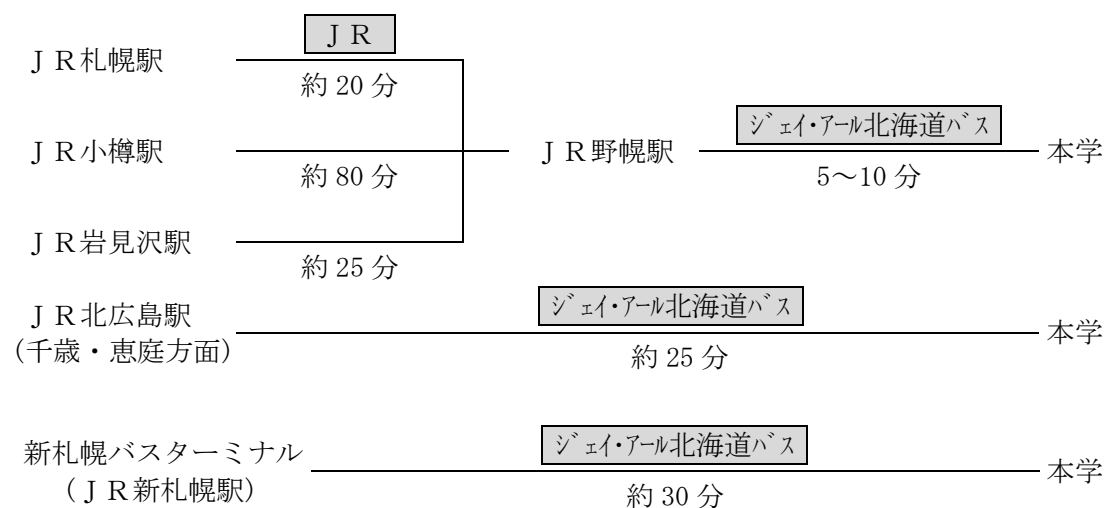 ＪＲ
ＪＲ札幌駅
約 20 分
ｼﾞｪｲ･ｱｰﾙ北海道ﾊﾞｽ
ＪＲ小樽駅
ＪＲ野幌駅
本学
約 80 分
5～10 分
ＪＲ岩見沢駅
約 25 分
ＪＲ北広島駅
(千歳・恵庭方面)
ｼﾞｪｲ･ｱｰﾙ北海道ﾊﾞｽ
本学
約 25 分
新札幌バスターミナル
(ＪＲ新札幌駅)
ｼﾞｪｲ･ｱｰﾙ北海道ﾊﾞｽ
本学
約 30 分